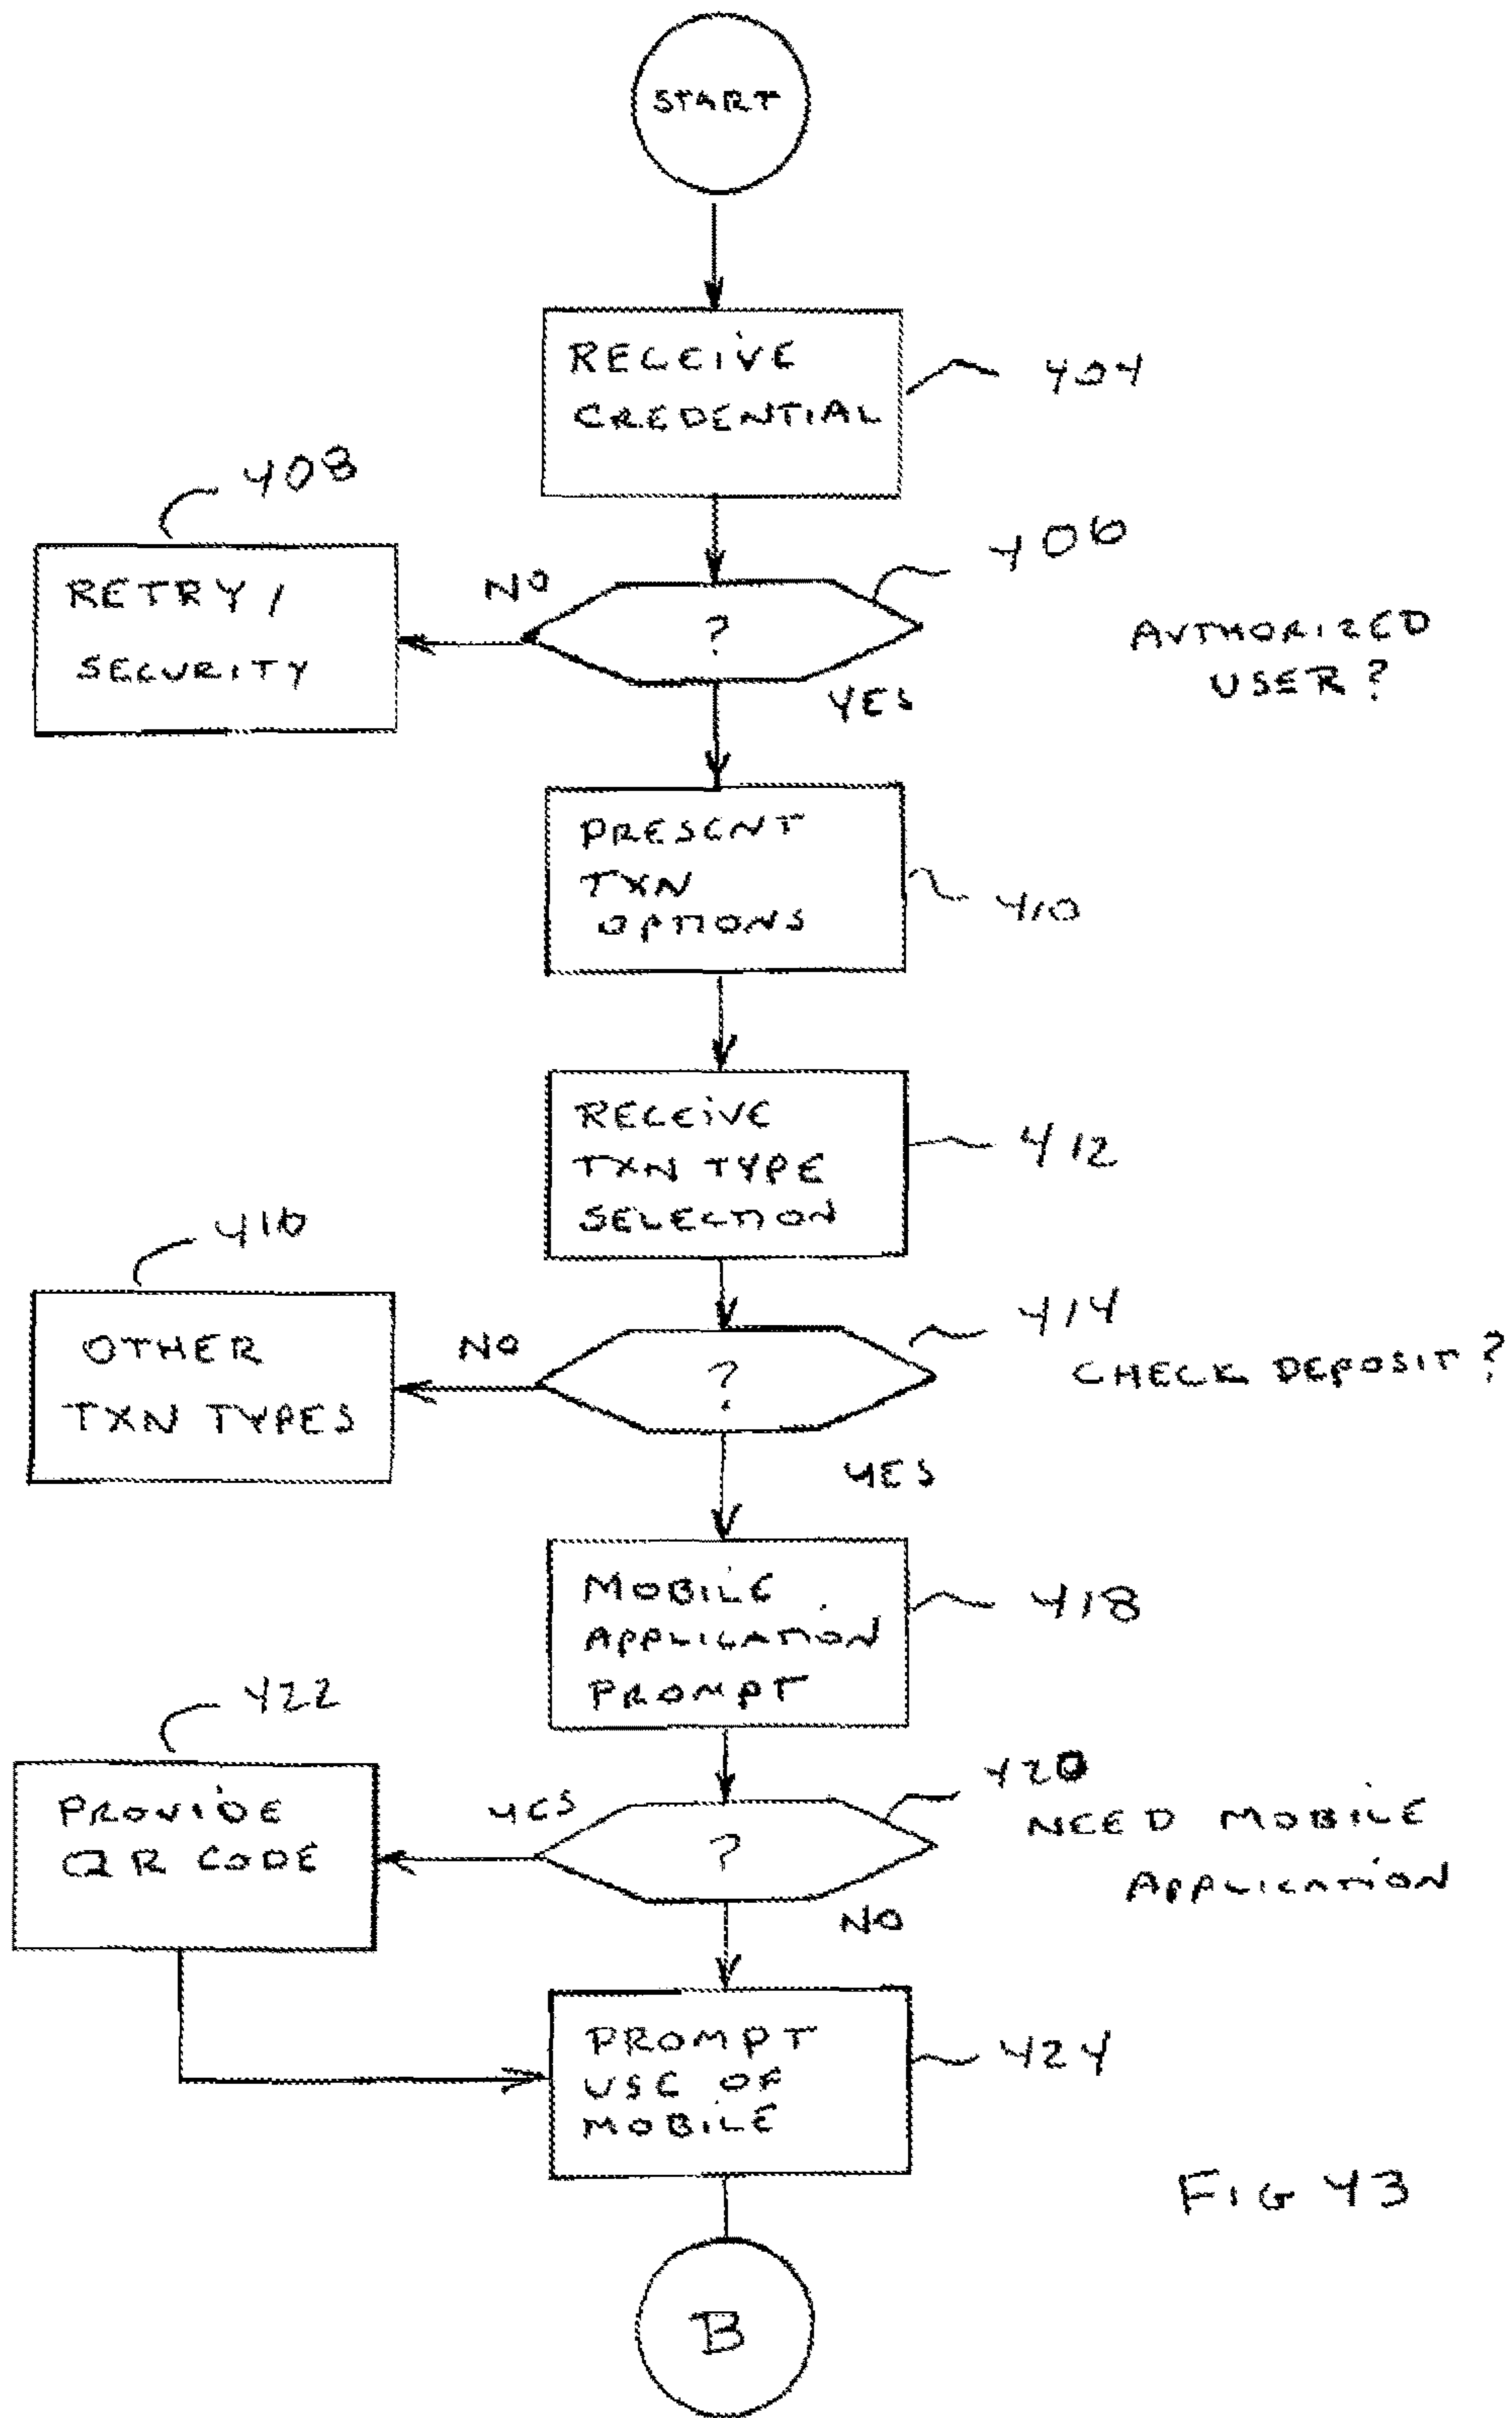 START
RECEIVE
CREDENTIAL
404
408
RETRY /
SECURITY
NO
?
406
AUTHORIZED
USER ?
YES
PRESENT
TXN
OPTIONS
410
RECEIVE
TXN TYPE
SELECTION
412
416
OTHER
TXN TYPES
NO
?
414
CHECK DEPOSIT ?
YES
MOBILE
APPLICATION
PROMPT
418
422
PROVIDE
QR CODE
YES
?
420
NEED MOBILE
APPLICATION
NO
PROMPT
USE OF
MOBILE
424
FIG 43
B